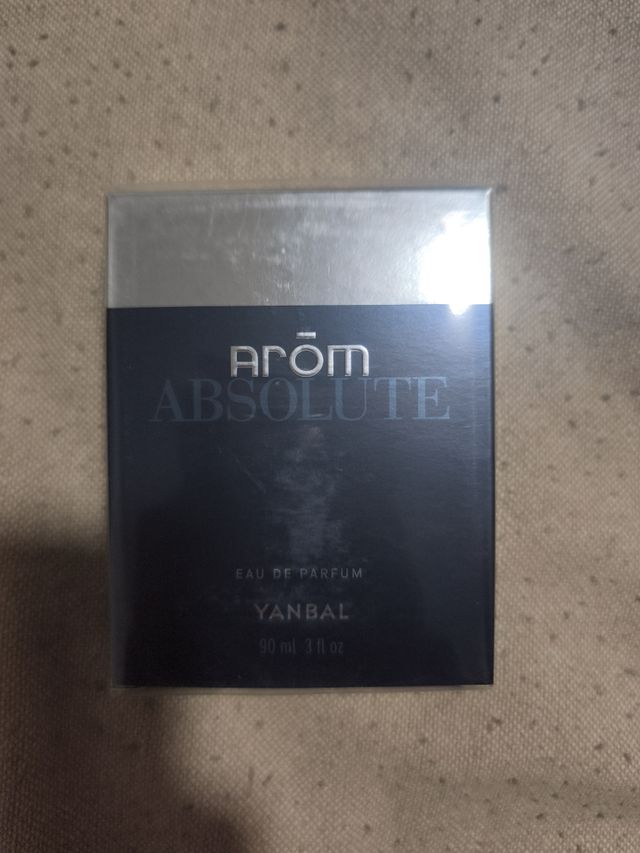 Arōm
ABSOLUTE
EAU DE PARFUM
YANBAL
90 ml 3 fl oz